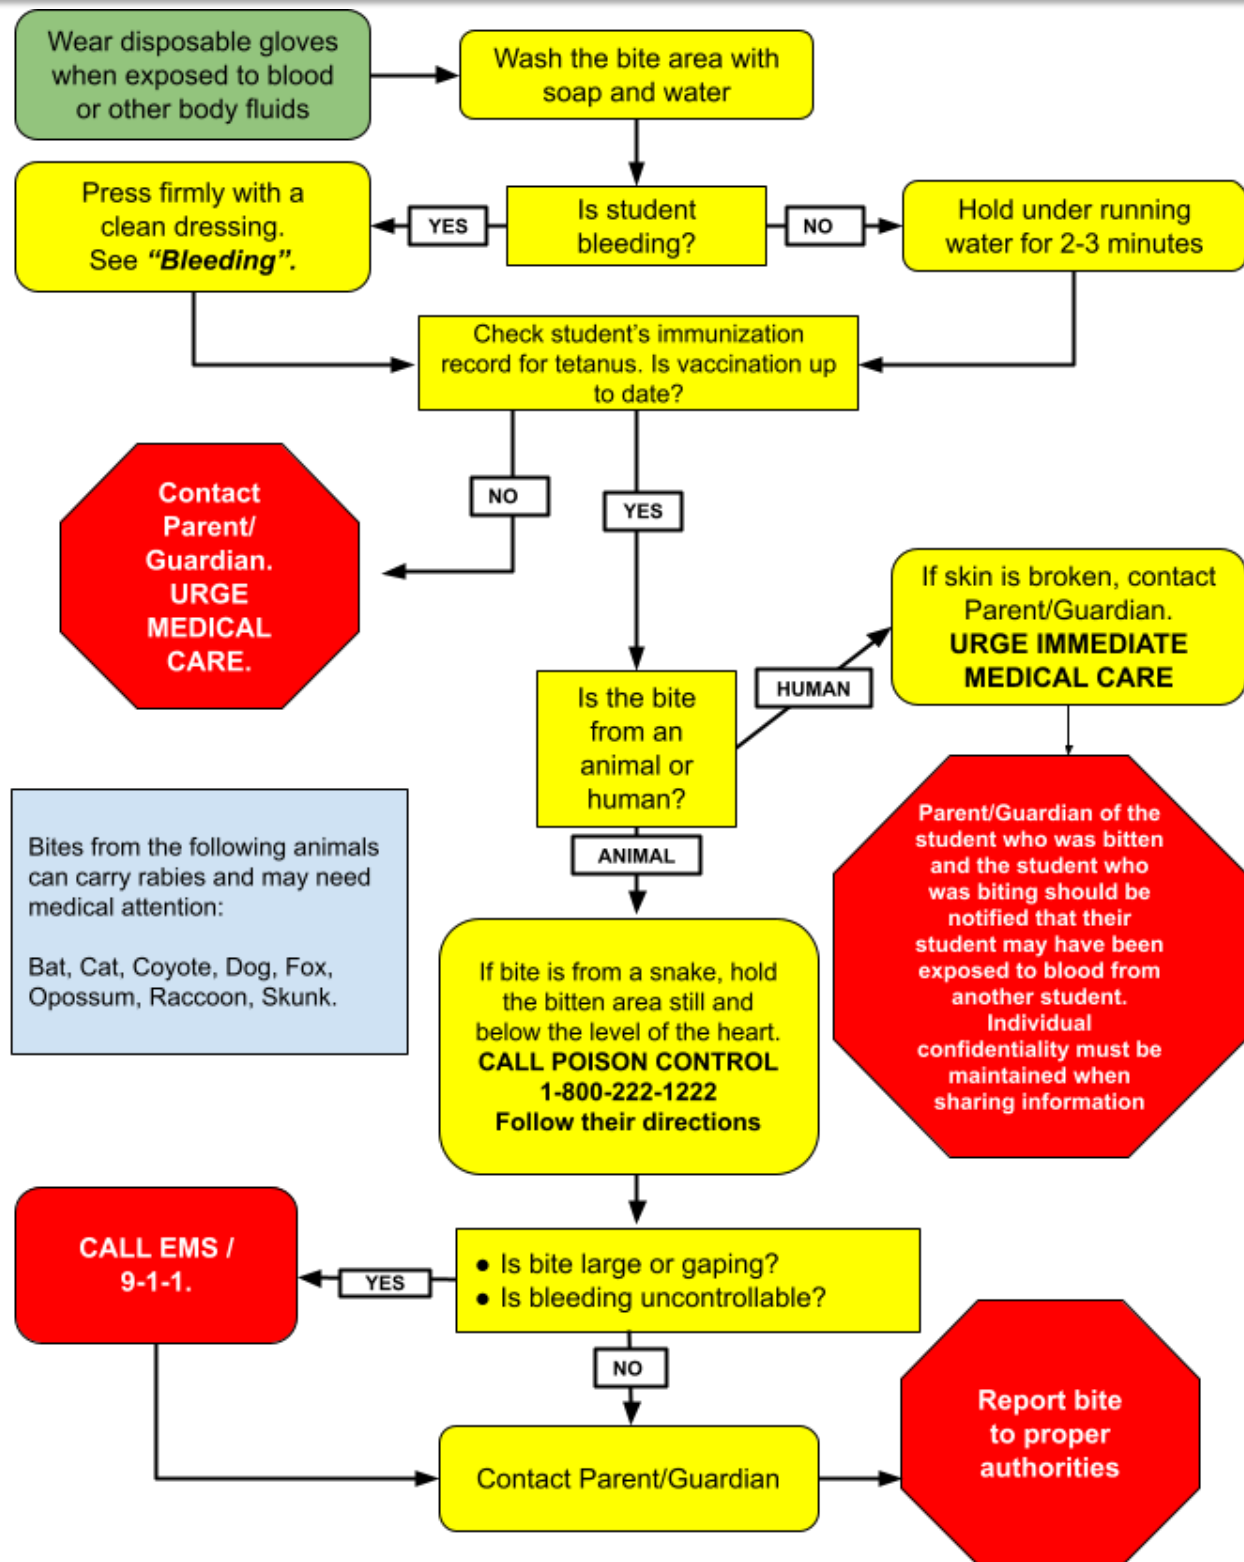 Wear disposable gloves
when exposed to blood
or other body fluids
Wash the bite area with
soap and water
Press firmly with a
clean dressing.
See “Bleeding”.
YES
Is student
bleeding?
NO
Hold under running
water for 2-3 minutes
Check student’s immunization
record for tetanus. Is vaccination up
to date?
NO
YES
Contact
Parent/
Guardian.
URGE
MEDICAL
CARE.
If skin is broken, contact
Parent/Guardian.
URGE IMMEDIATE
MEDICAL CARE
HUMAN
Is the bite
from an
animal or
human?
ANIMAL
Parent/Guardian of the
student who was bitten
and the student who
was biting should be
notified that their
student may have been
exposed to blood from
another student.
Individual
confidentiality must be
maintained when
sharing information
Bites from the following animals
can carry rabies and may need
medical attention:
Bat, Cat, Coyote, Dog, Fox,
Opossum, Raccoon, Skunk.
If bite is from a snake, hold
the bitten area still and
below the level of the heart.
CALL POISON CONTROL
1-800-222-1222
Follow their directions
CALL EMS /
9-1-1.
YES
● Is bite large or gaping?
● Is bleeding uncontrollable?
NO
Contact Parent/Guardian
Report bite
to proper
authorities